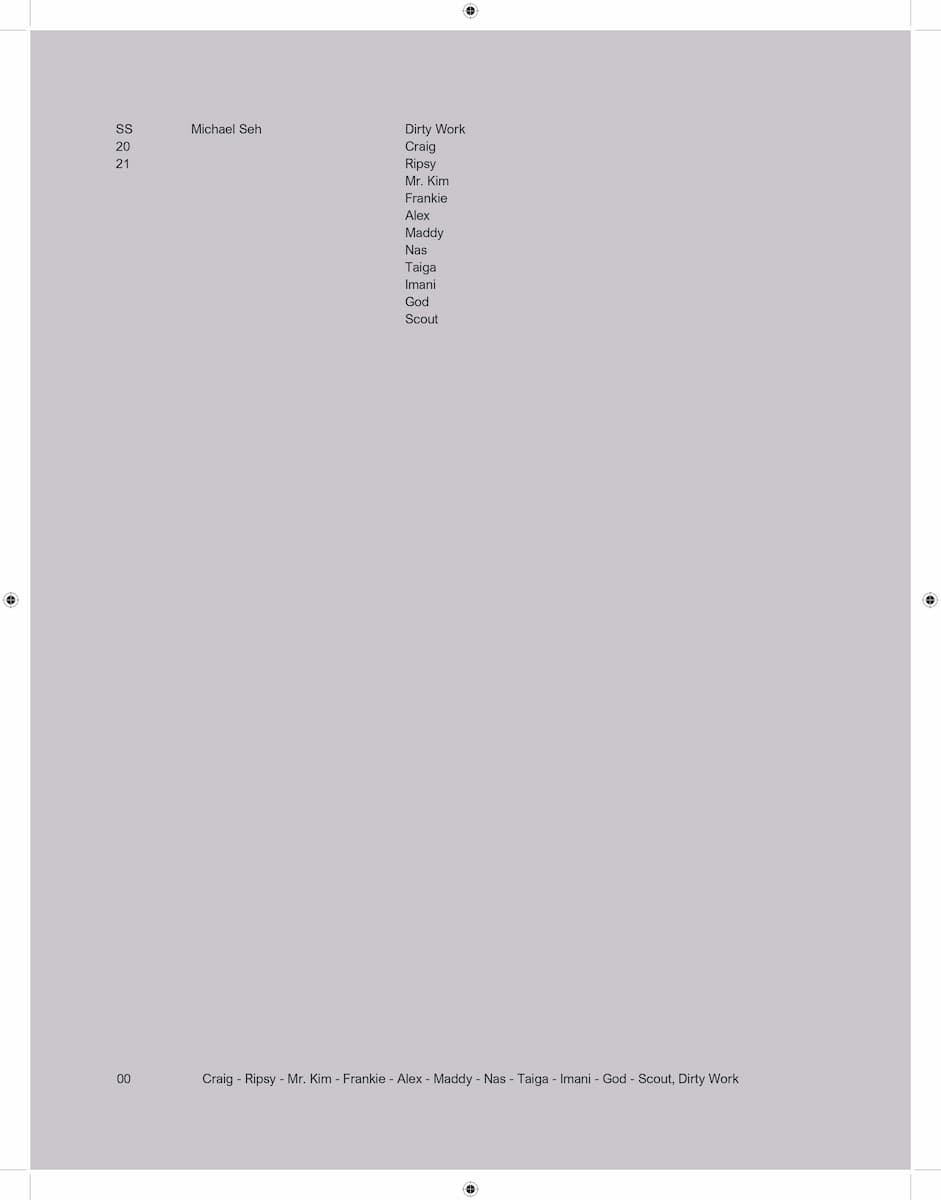 SS
20
21
Michael Seh
Dirty Work
Craig
Ripsy
Mr. Kim
Frankie
Alex
Maddy
Nas
Taiga
Imani
God
Scout
00
Craig - Ripsy - Mr. Kim - Frankie - Alex - Maddy - Nas - Taiga - Imani - God - Scout, Dirty Work